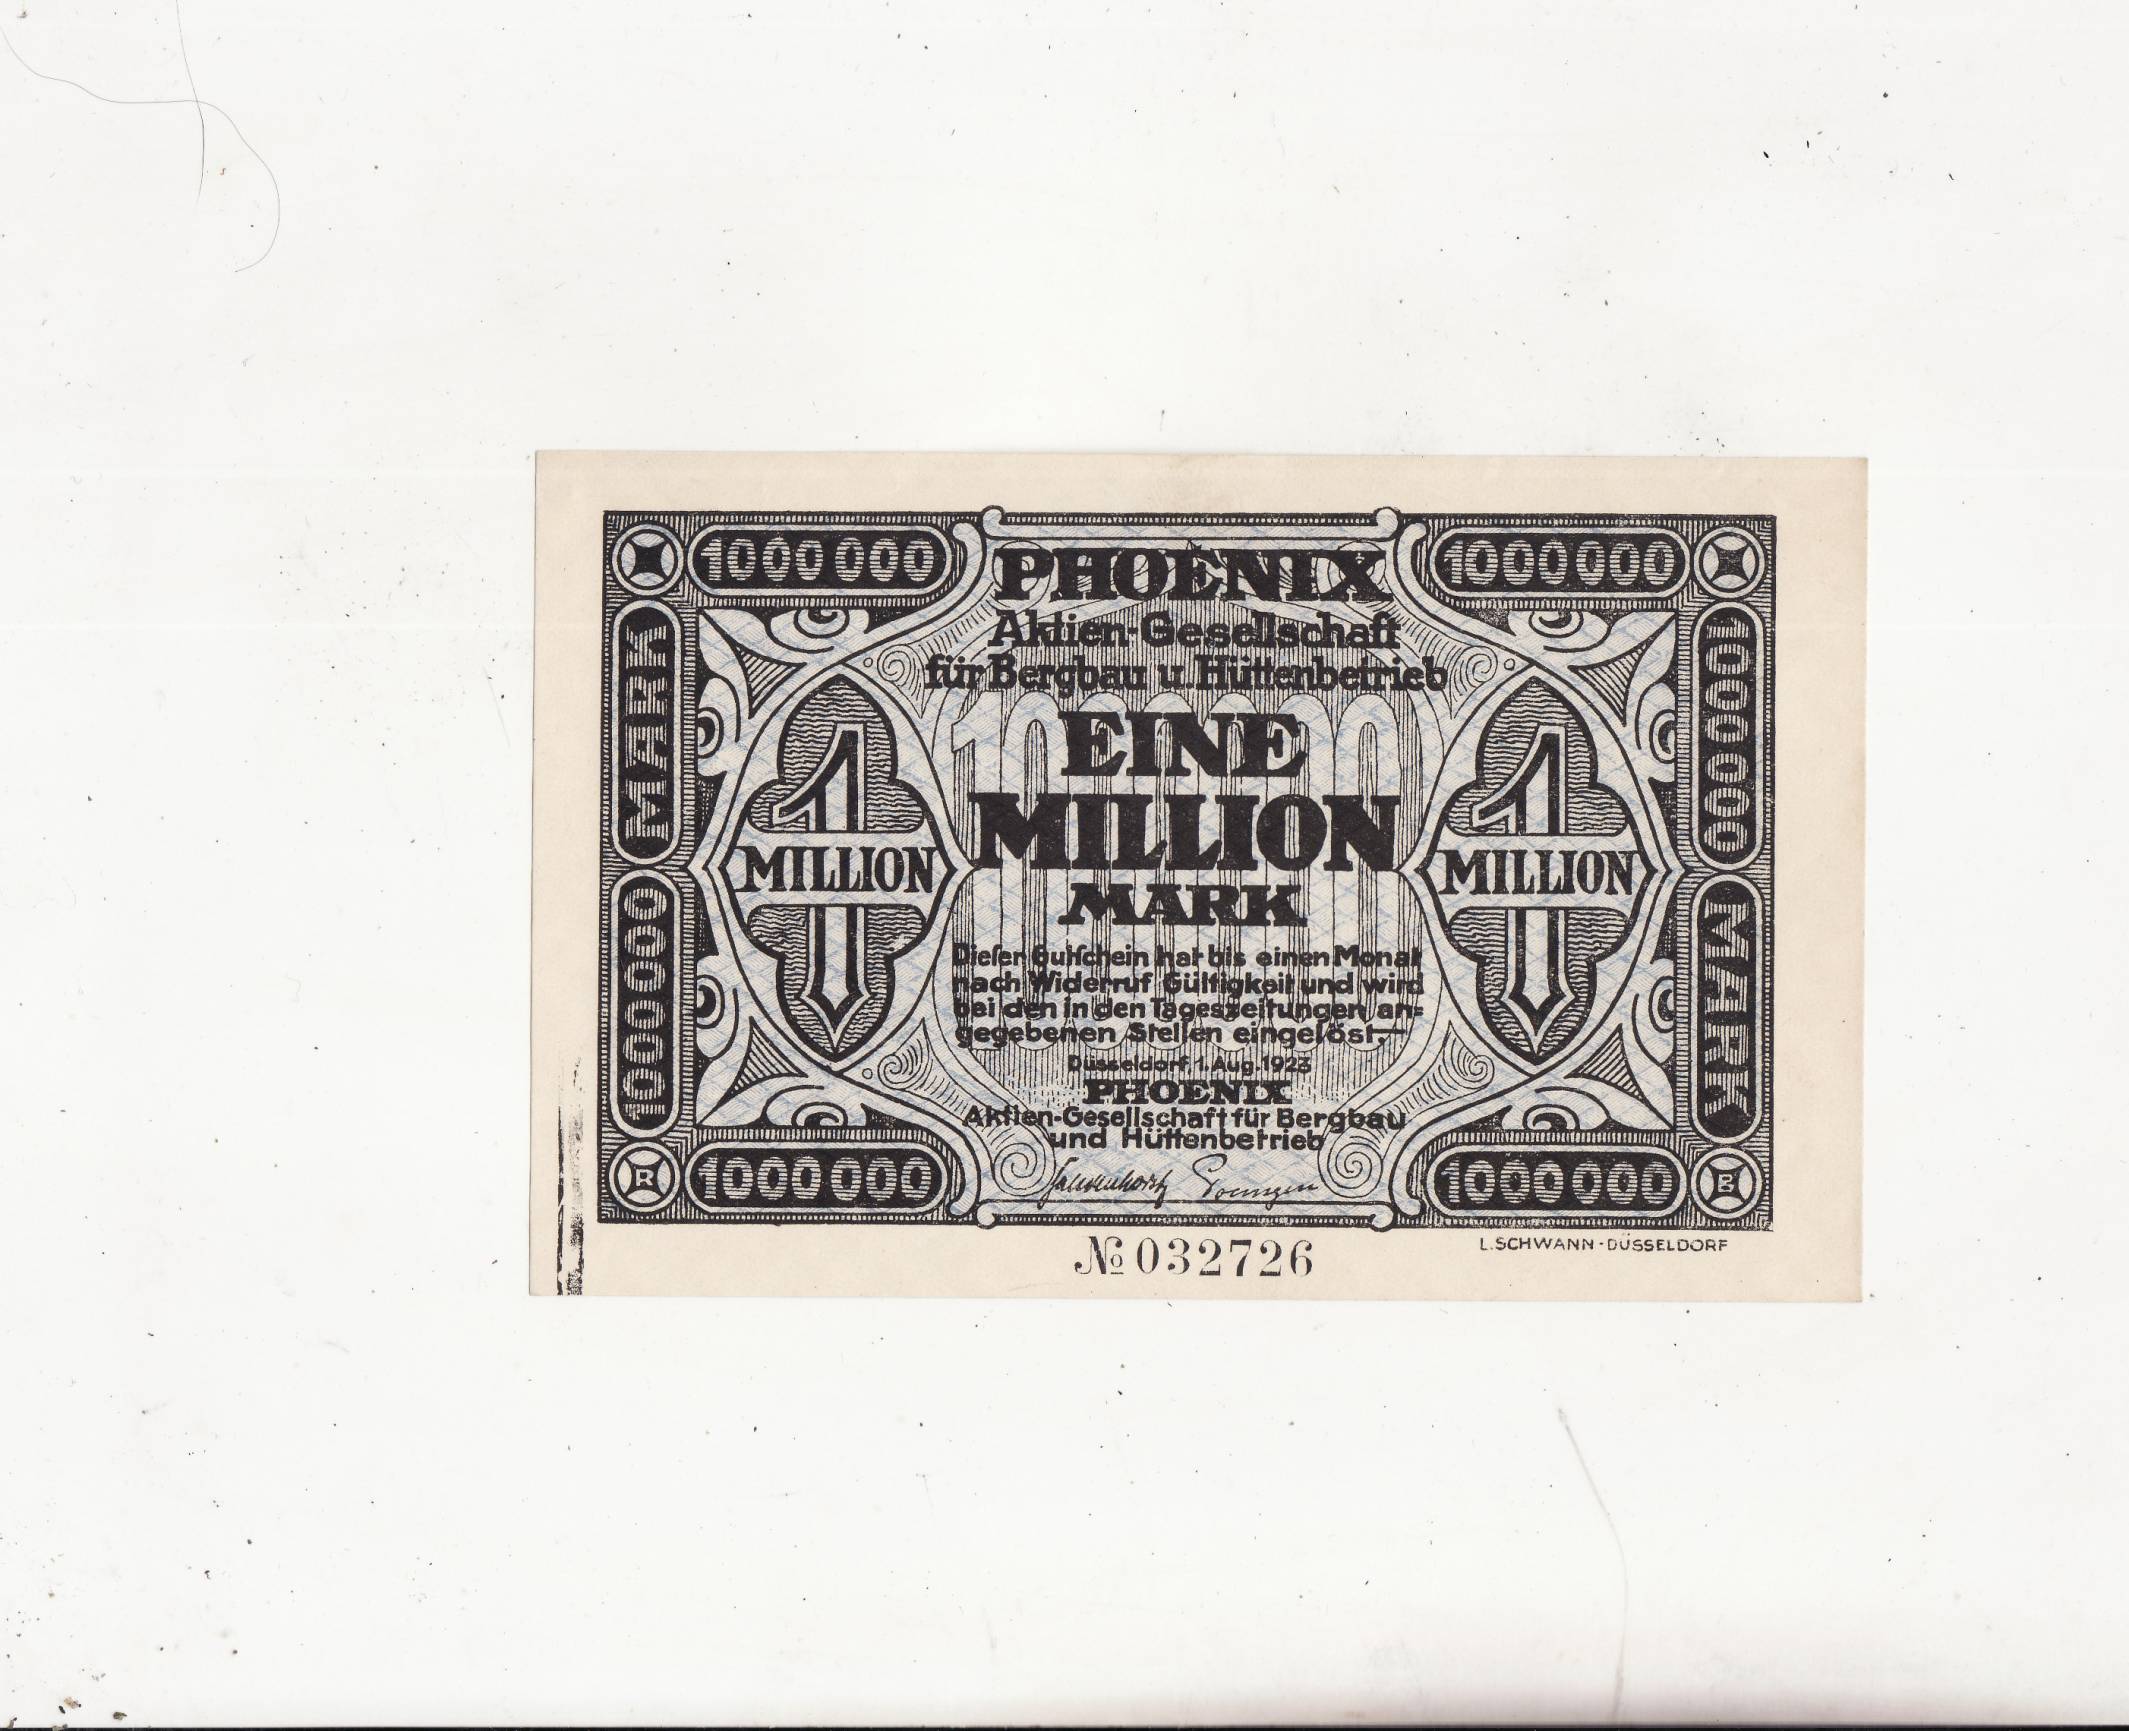 1000000
PHOENIX
1000000
Aktien-Gesellschaft
für Bergbau u. Hüttenbetrieb
MARK
1000000
1000000
EINE
MILLION
MARK
1
MILLION
1
MILLION
1000000
MARK
Dieser Gutschein hat bis einen Monat
nach Widerruf Gültigkeit und wird
bei den in den Tageszeitungen an=
gegebenen Stellen eingelöst.
Düsseldorf, 1. Aug. 1923
PHOENIX
Aktien-Gesellschaft für Bergbau
und Hüttenbetrieb
R
1000000
1000000
B
№ 032726
L.SCHWANN-DÜSSELDORF